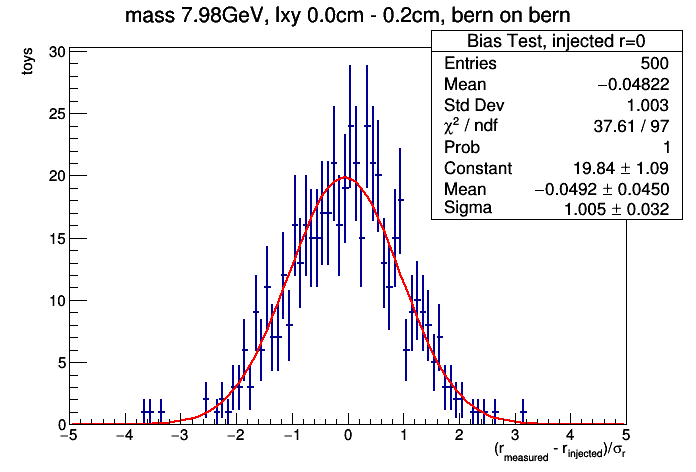 mass 7.98GeV, lxy 0.0cm - 0.2cm, bern on bern
Bias Test, injected r=0
Entries 500
Mean −0.04822
Std Dev 1.003
χ² / ndf 37.61 / 97
Prob 1
Constant 19.84 ± 1.09
Mean −0.0492 ± 0.0450
Sigma 1.005 ± 0.032
toys
30
25
20
15
10
5
0
−5 −4 −3 −2 −1 0 1 2 3 4 5
(r_measured - r_injected)/σ_r